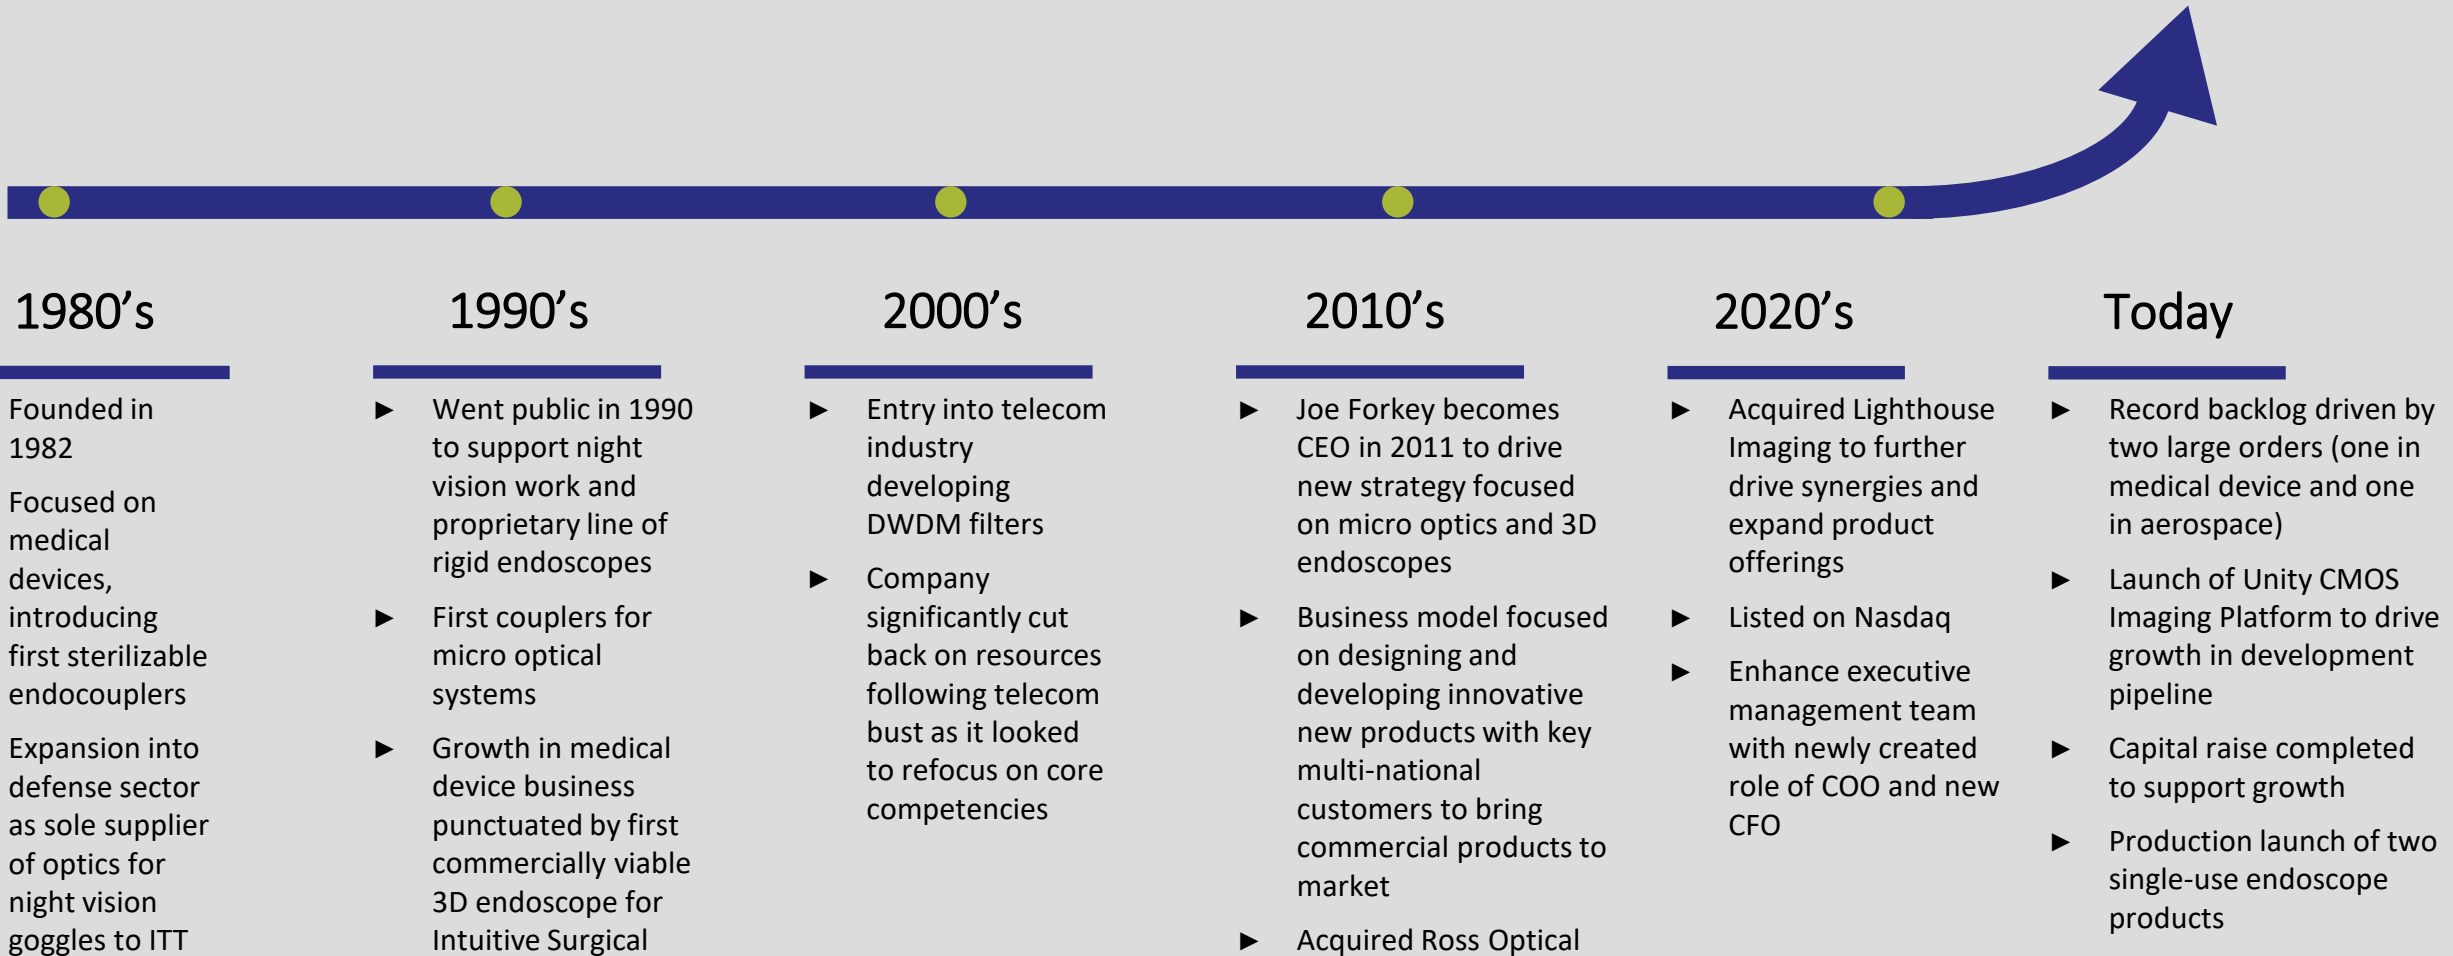 1980's
Founded in
1982
Focused on
medical
devices,
introducing
first sterilizable
endocouplers
Expansion into
defense sector
as sole supplier
of optics for
night vision
goggles to ITT
1990's
► Went public in 1990
to support night
vision work and
proprietary line of
rigid endoscopes
► First couplers for
micro optical
systems
► Growth in medical
device business
punctuated by first
commercially viable
3D endoscope for
Intuitive Surgical
2000's
► Entry into telecom
industry
developing
DWDM filters
► Company
significantly cut
back on resources
following telecom
bust as it looked
to refocus on core
competencies
2010's
► Joe Forkey becomes
CEO in 2011 to drive
new strategy focused
on micro optics and 3D
endoscopes
► Business model focused
on designing and
developing innovative
new products with key
multi-national
customers to bring
commercial products to
market
► Acquired Ross Optical
2020's
► Acquired Lighthouse
Imaging to further
drive synergies and
expand product
offerings
► Listed on Nasdaq
► Enhance executive
management team
with newly created
role of COO and new
CFO
Today
► Record backlog driven by
two large orders (one in
medical device and one
in aerospace)
► Launch of Unity CMOS
Imaging Platform to drive
growth in development
pipeline
► Capital raise completed
to support growth
► Production launch of two
single-use endoscope
products